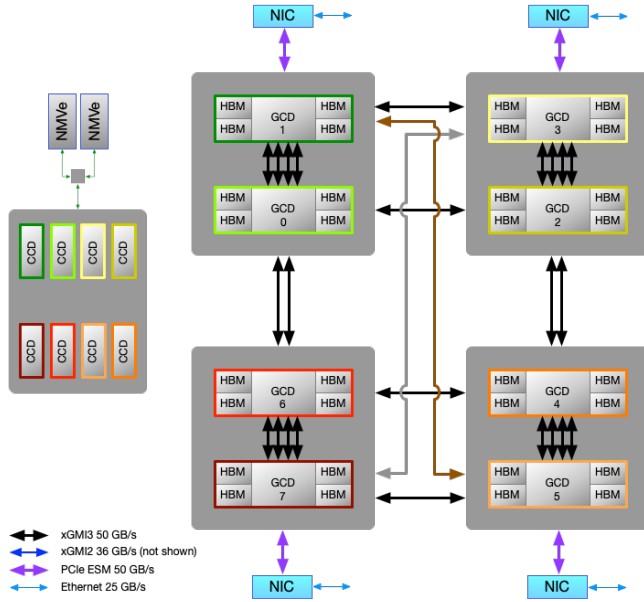 NIC
NIC
NMVe
NMVe
HBM
HBM
GCD
1
HBM
HBM
HBM
HBM
GCD
3
HBM
HBM
HBM
HBM
GCD
0
HBM
HBM
HBM
HBM
GCD
2
HBM
HBM
CCD
CCD
CCD
CCD
CCD
CCD
CCD
CCD
HBM
HBM
GCD
6
HBM
HBM
HBM
HBM
GCD
4
HBM
HBM
HBM
HBM
GCD
7
HBM
HBM
HBM
HBM
GCD
5
HBM
HBM
xGMI3 50 GB/s
xGMI2 36 GB/s (not shown)
PCIe ESM 50 GB/s
Ethernet 25 GB/s
NIC
NIC